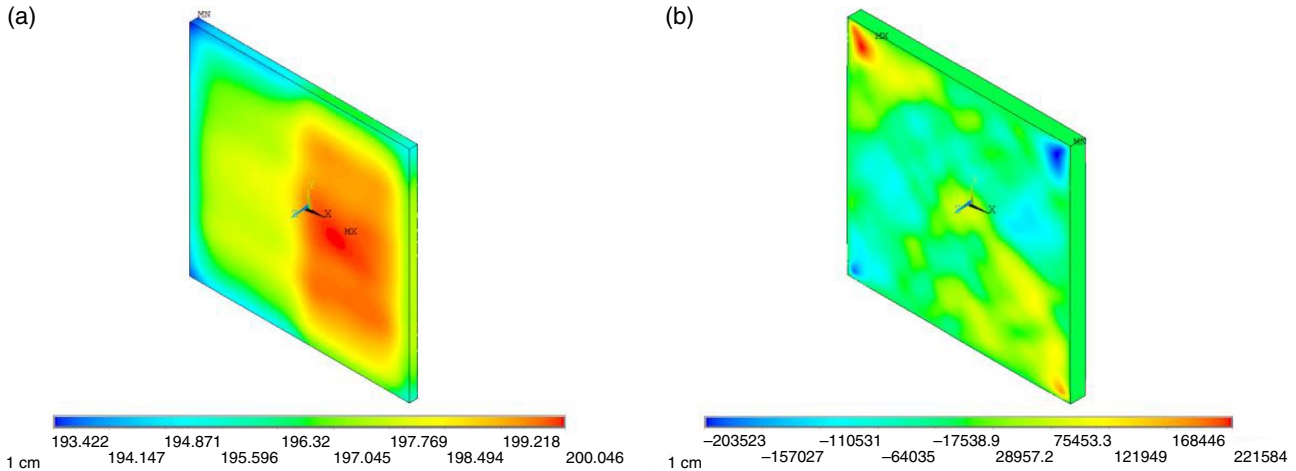 (a)
MN
Y
Z
X
MX
193.422 194.871 196.32 197.769 199.218
1 cm 194.147 195.596 197.045 198.494 200.046
(b)
MX
MN
Y
Z
X
−203523 −110531 −17538.9 75453.3 168446
1 cm −157027 −64035 28957.2 121949 221584